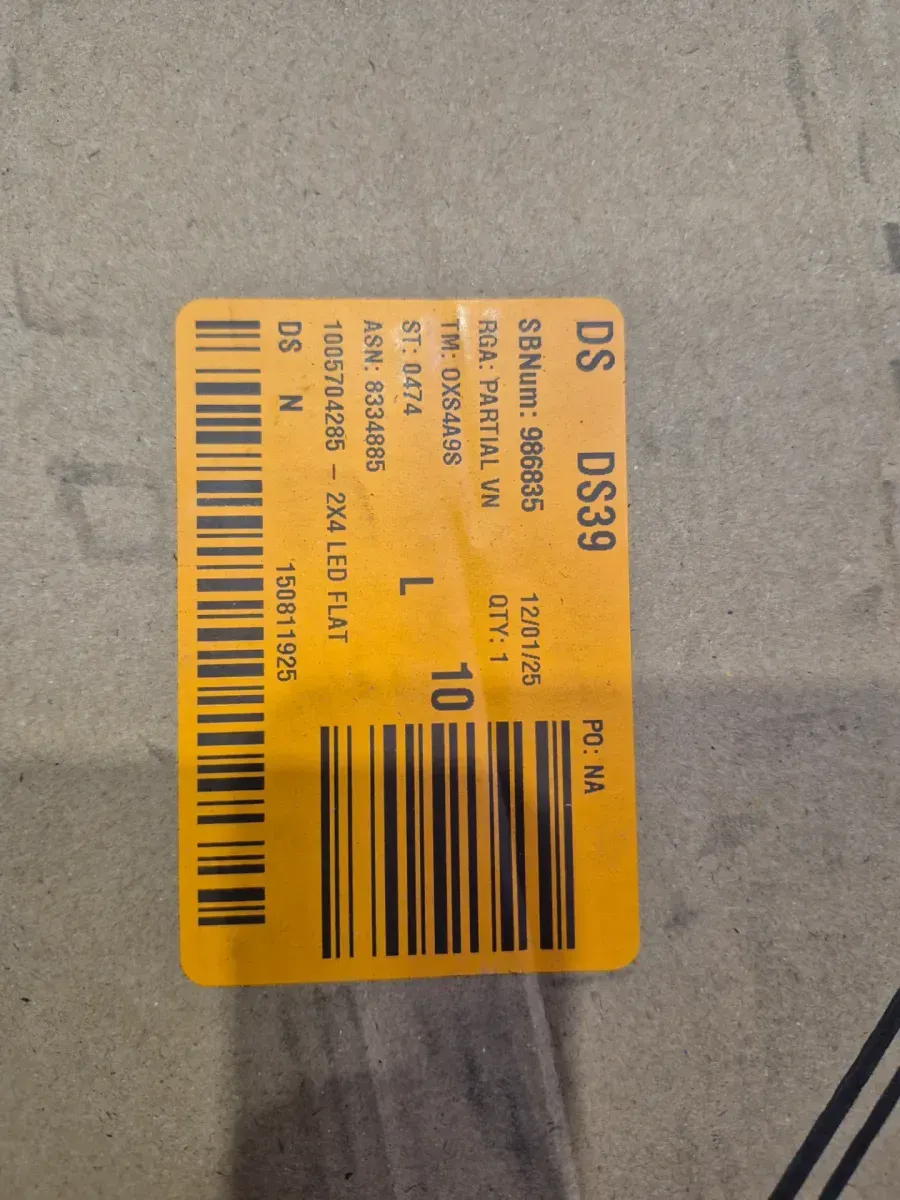 DS DS39 PO: NA
SBNum: 986835 12/01/25
RGA: PARTIAL VN QTY: 1
TM: 0XS4A9S 10
ST: 0474 L
ASN: 8334885
1005704285 – 2X4 LED FLAT
DS N 150811925